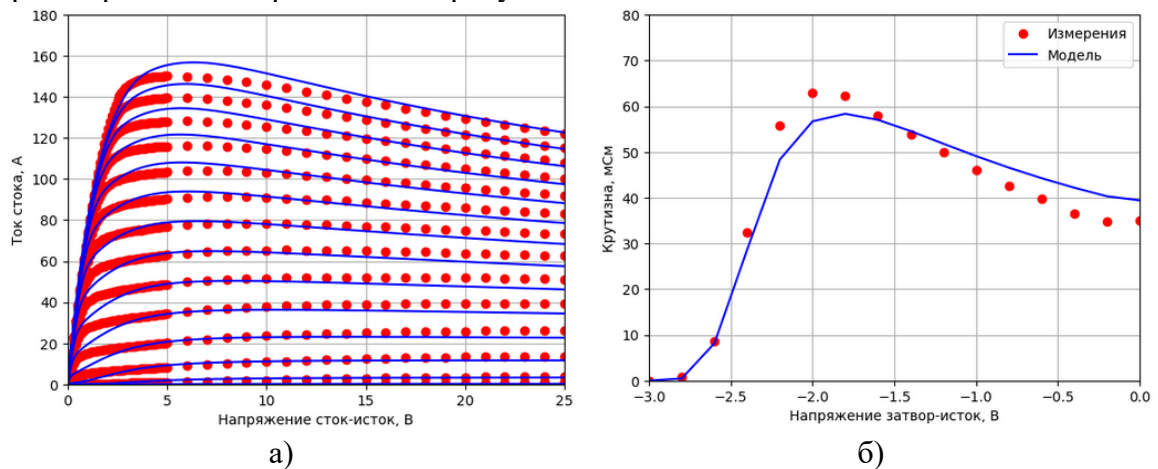 180
160
140
120
100
80
60
40
20
0
Ток стока, А
0 5 10 15 20 25
Напряжение сток-исток, В
а)
80
70
60
50
40
30
20
10
0
Крутизна, мСм
Измерения
Модель
−3.0 −2.5 −2.0 −1.5 −1.0 −0.5 0.0
Напряжение затвор-исток, В
б)